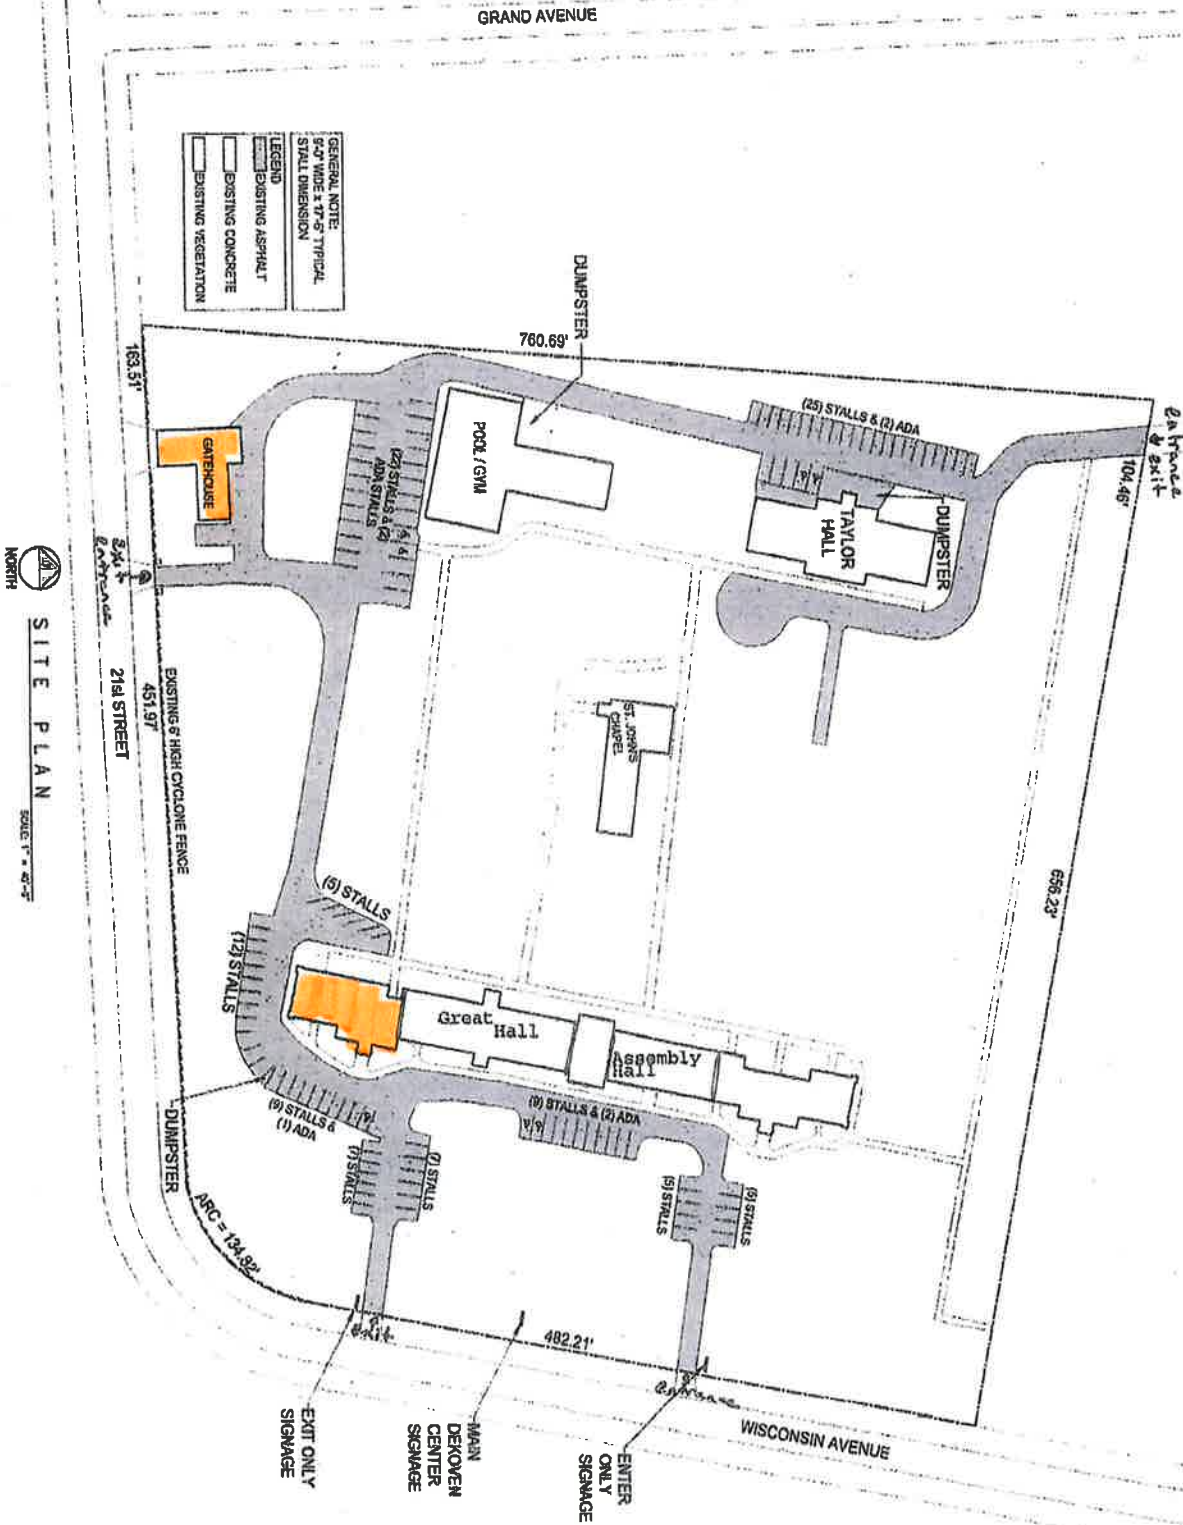 GRAND AVENUE
GENERAL NOTE:
9'-0" WIDE x 17'-6" TYPICAL
STALL DIMENSION
LEGEND
EXISTING ASPHALT
EXISTING CONCRETE
EXISTING VEGETATION
DUMPSTER
760.69'
163.51'
GATEHOUSE
(22) STALLS & (2)
ADA STALLS
POOL / GYM
(25) STALLS & (2) ADA
TAYLOR
HALL
DUMPSTER
entrance
& exit
104.46'
exit &
entrance
NORTH
SITE PLAN
21st STREET
451.97'
EXISTING 6' HIGH CYCLONE FENCE
ST. JOHN'S
CHAPEL
656.23'
(5) STALLS
(12) STALLS
Great
Hall
Assembly
Hall
DUMPSTER
(9) STALLS &
(1) ADA
(9) STALLS & (2) ADA
(7) STALLS
(7) STALLS
(5) STALLS
STALLS
ARC = 134.92'
exit
482.21'
entrance
WISCONSIN AVENUE
EXIT ONLY
SIGNAGE
MAIN
DEKOVEN
CENTER
SIGNAGE
ENTER
ONLY
SIGNAGE